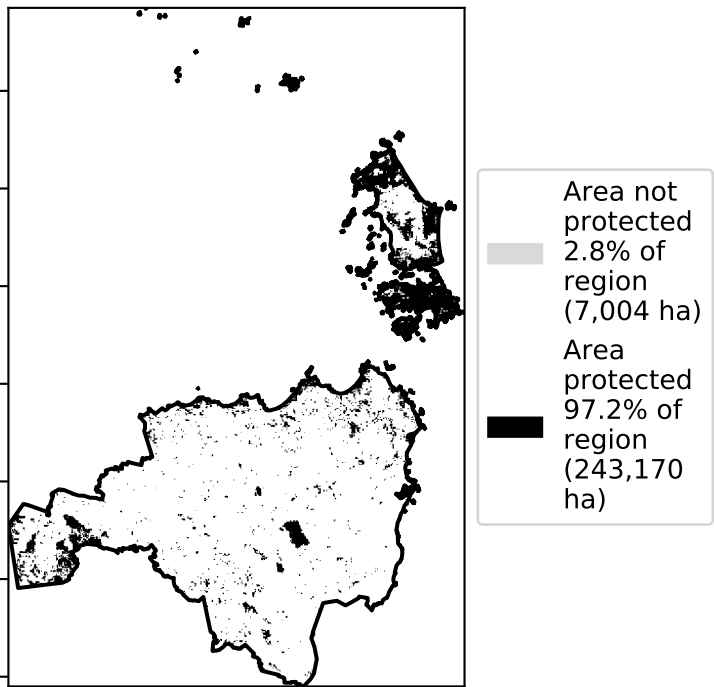 Area not
protected
2.8% of
region
(7,004 ha)
Area
protected
97.2% of
region
(243,170
ha)